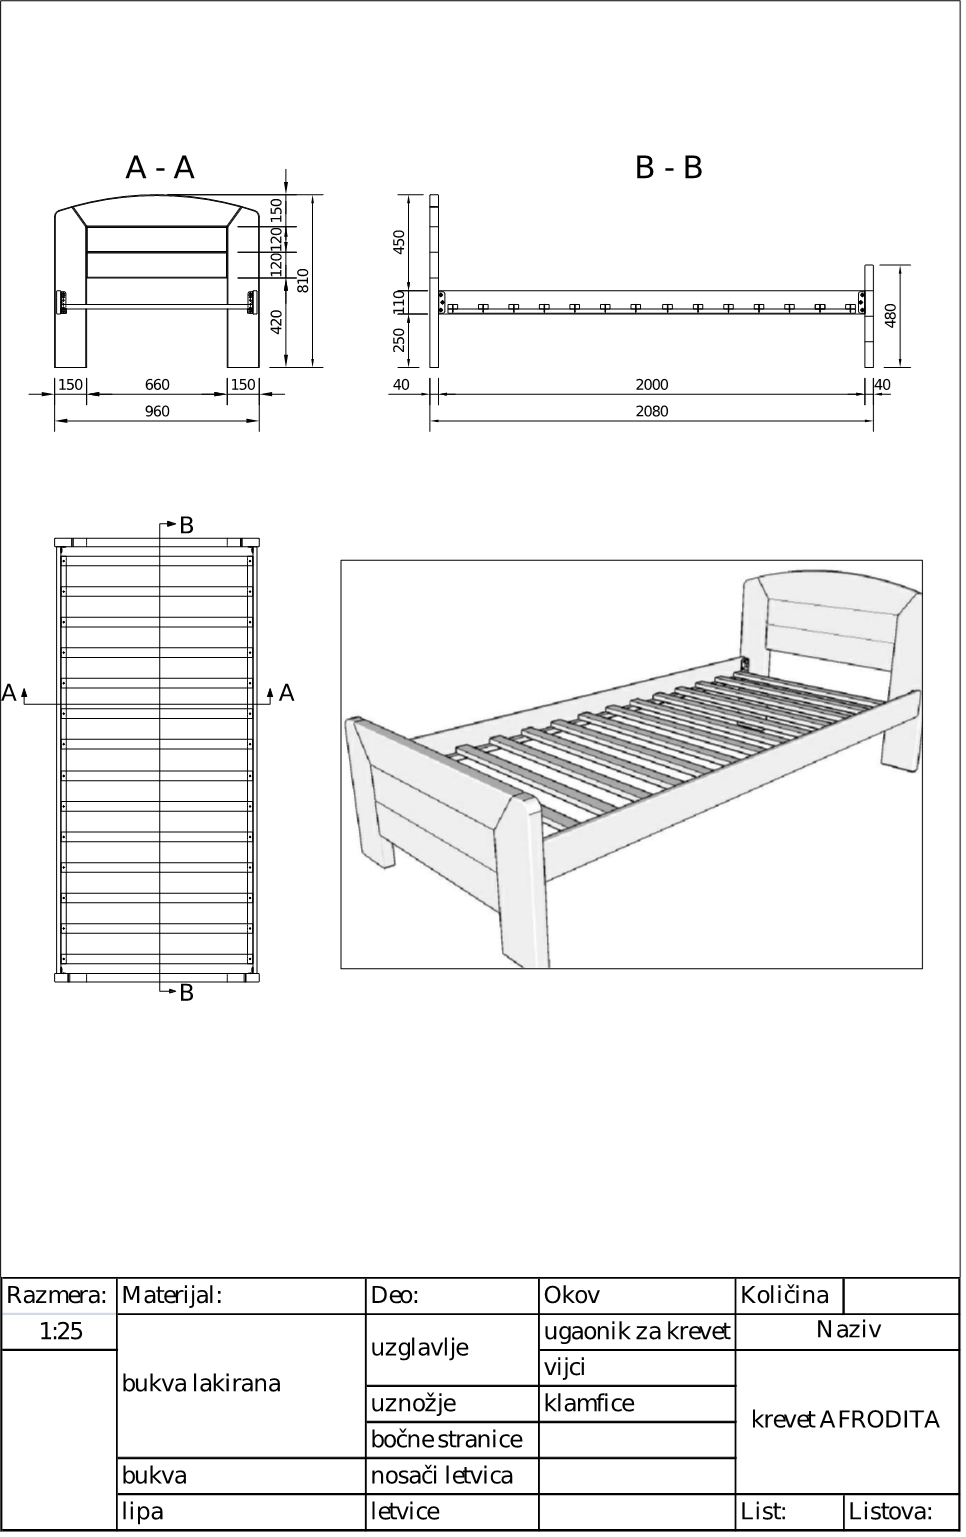 A - A
B - B
150
120
120
420
810
150
660
150
960
450
110
250
480
40
2000
40
2080
B
A
A
B
Razmera: Materijal: Deo: Okov Količina
1:25 bukva lakirana uzglavlje ugaonik za krevet Naziv
vijci
uznožje klamfice krevet AFRODITA
bočne stranice
bukva nosači letvica
lipa letvice List: Listova: